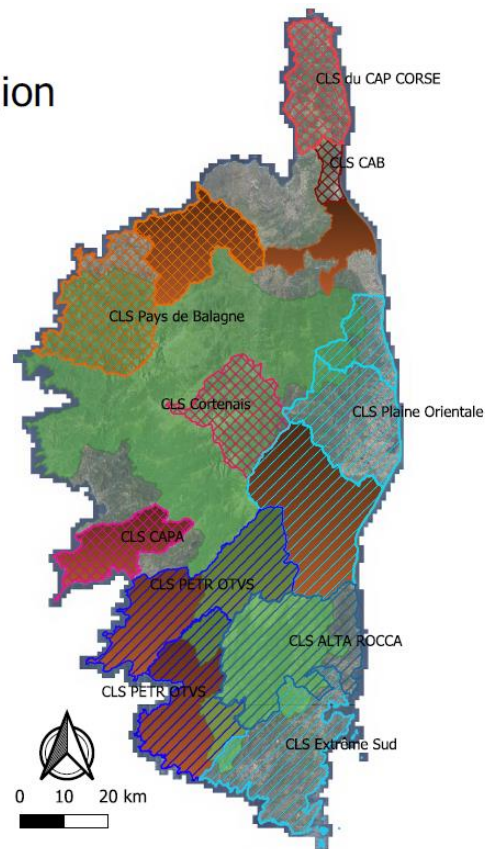 ion
CLS du CAP CORSE
CLS CAB
CLS Pays de Balagne
CLS Cortenais
CLS Plaine Orientale
CLS CAPA
CLS PETR OTVS
CLS ALTA ROCCA
CLS PETR OTVS
CLS Extrême Sud
0 10 20 km